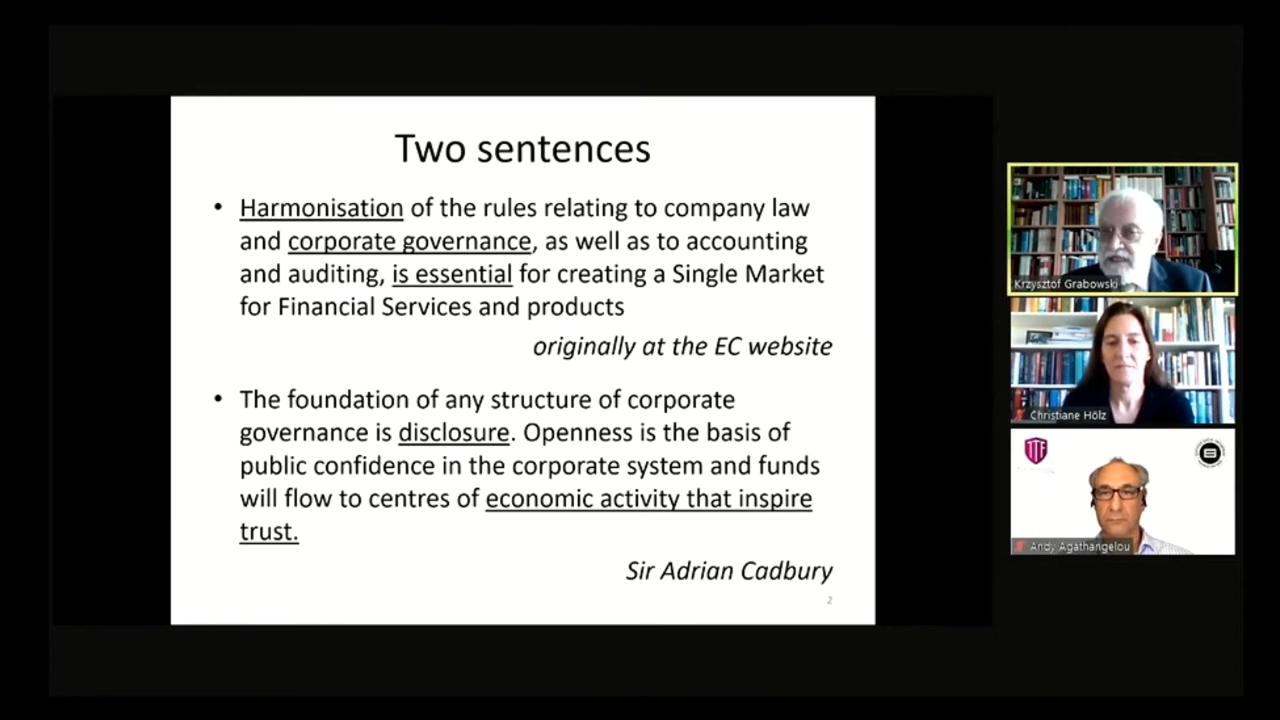 Two sentences
• Harmonisation of the rules relating to company law
and corporate governance, as well as to accounting
and auditing, is essential for creating a Single Market
for Financial Services and products
originally at the EC website
• The foundation of any structure of corporate
governance is disclosure. Openness is the basis of
public confidence in the corporate system and funds
will flow to centres of economic activity that inspire
trust.
Sir Adrian Cadbury
2
Krzysztof Grabowski
Christiane Hölz
TTF
Andy Agathangelou